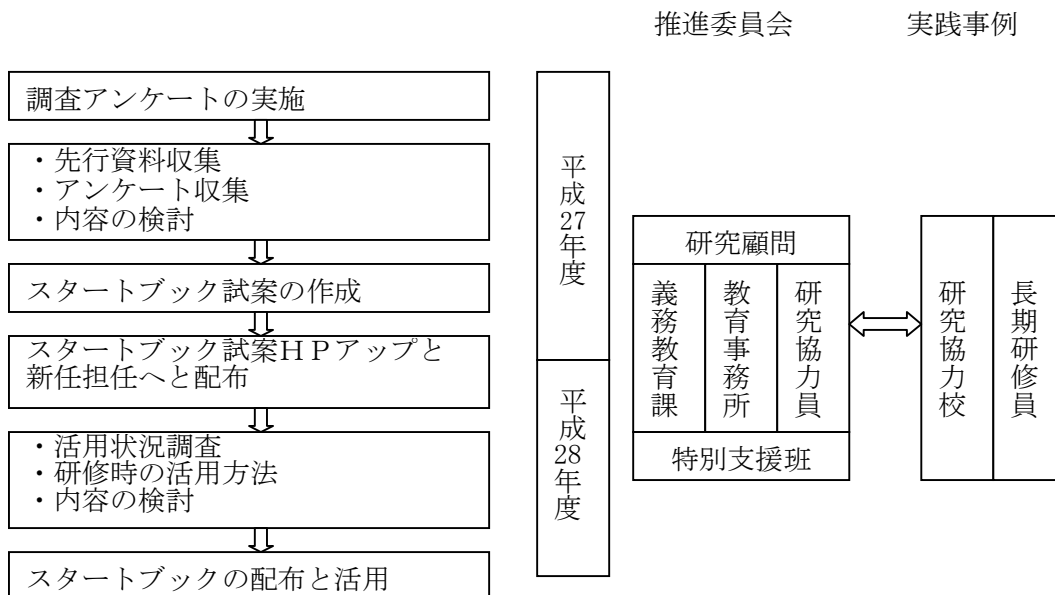 推進委員会
実践事例
調査アンケートの実施
・先行資料収集
・アンケート収集
・内容の検討
スタートブック試案の作成
スタートブック試案ＨＰアップと
新任担任へと配布
・活用状況調査
・研修時の活用方法
・内容の検討
スタートブックの配布と活用
平成27年度
平成28年度
研究顧問
義務教育課
教育事務所
研究協力員
特別支援班
研究協力校
長期研修員